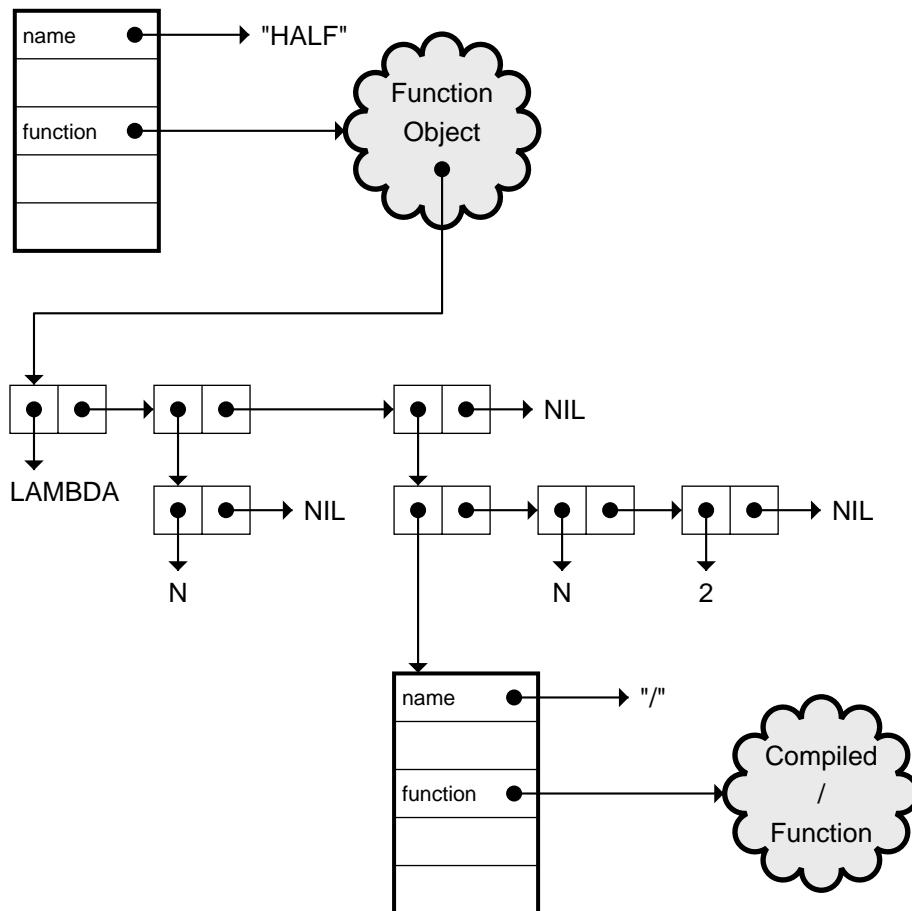 name
"HALF"
Function
Object
function
NIL
LAMBDA
NIL
NIL
N
N
2
name
"/"
Compiled
/
Function
function